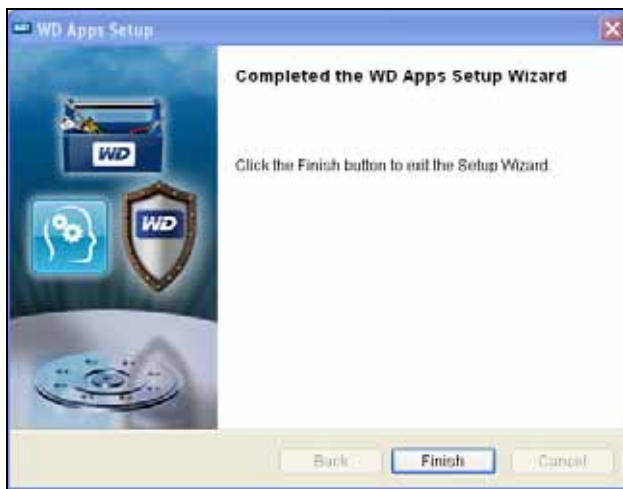 WD Apps Setup
Completed the WD Apps Setup Wizard
Click the Finish button to exit the Setup Wizard.
WD
WD
Back
Finish
Cancel